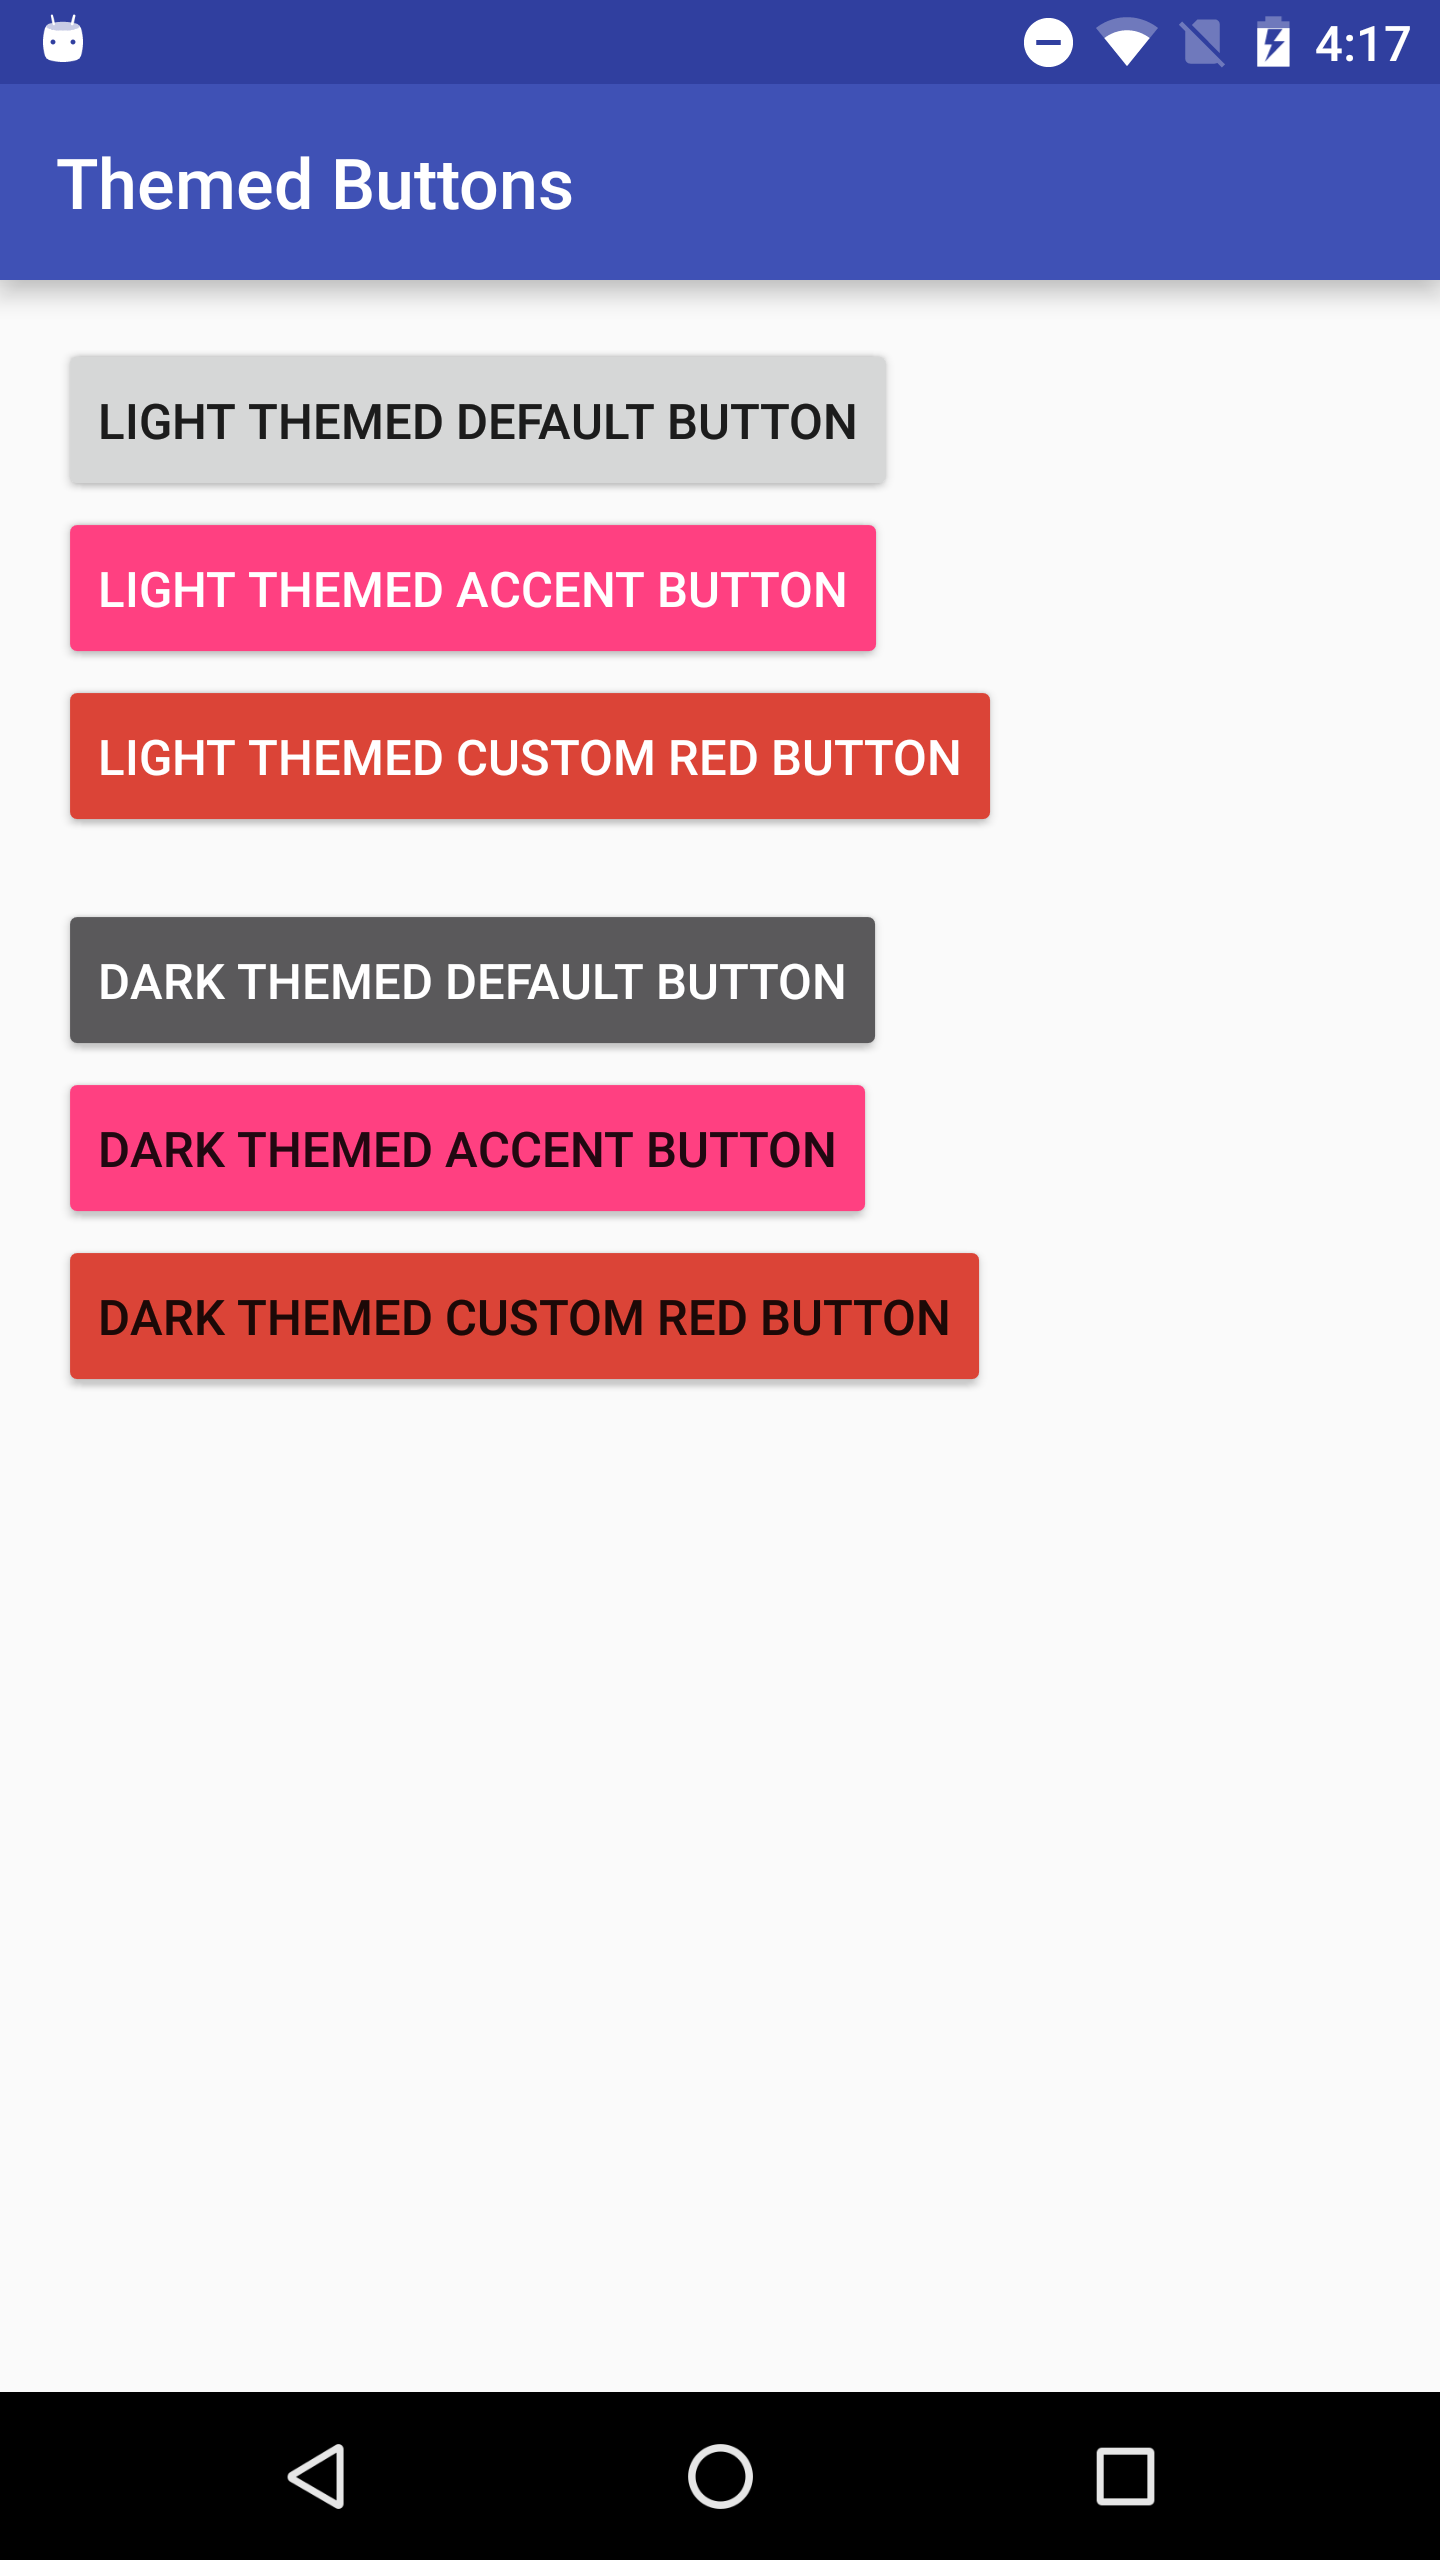 4:17
Themed Buttons
LIGHT THEMED DEFAULT BUTTON
LIGHT THEMED ACCENT BUTTON
LIGHT THEMED CUSTOM RED BUTTON
DARK THEMED DEFAULT BUTTON
DARK THEMED ACCENT BUTTON
DARK THEMED CUSTOM RED BUTTON